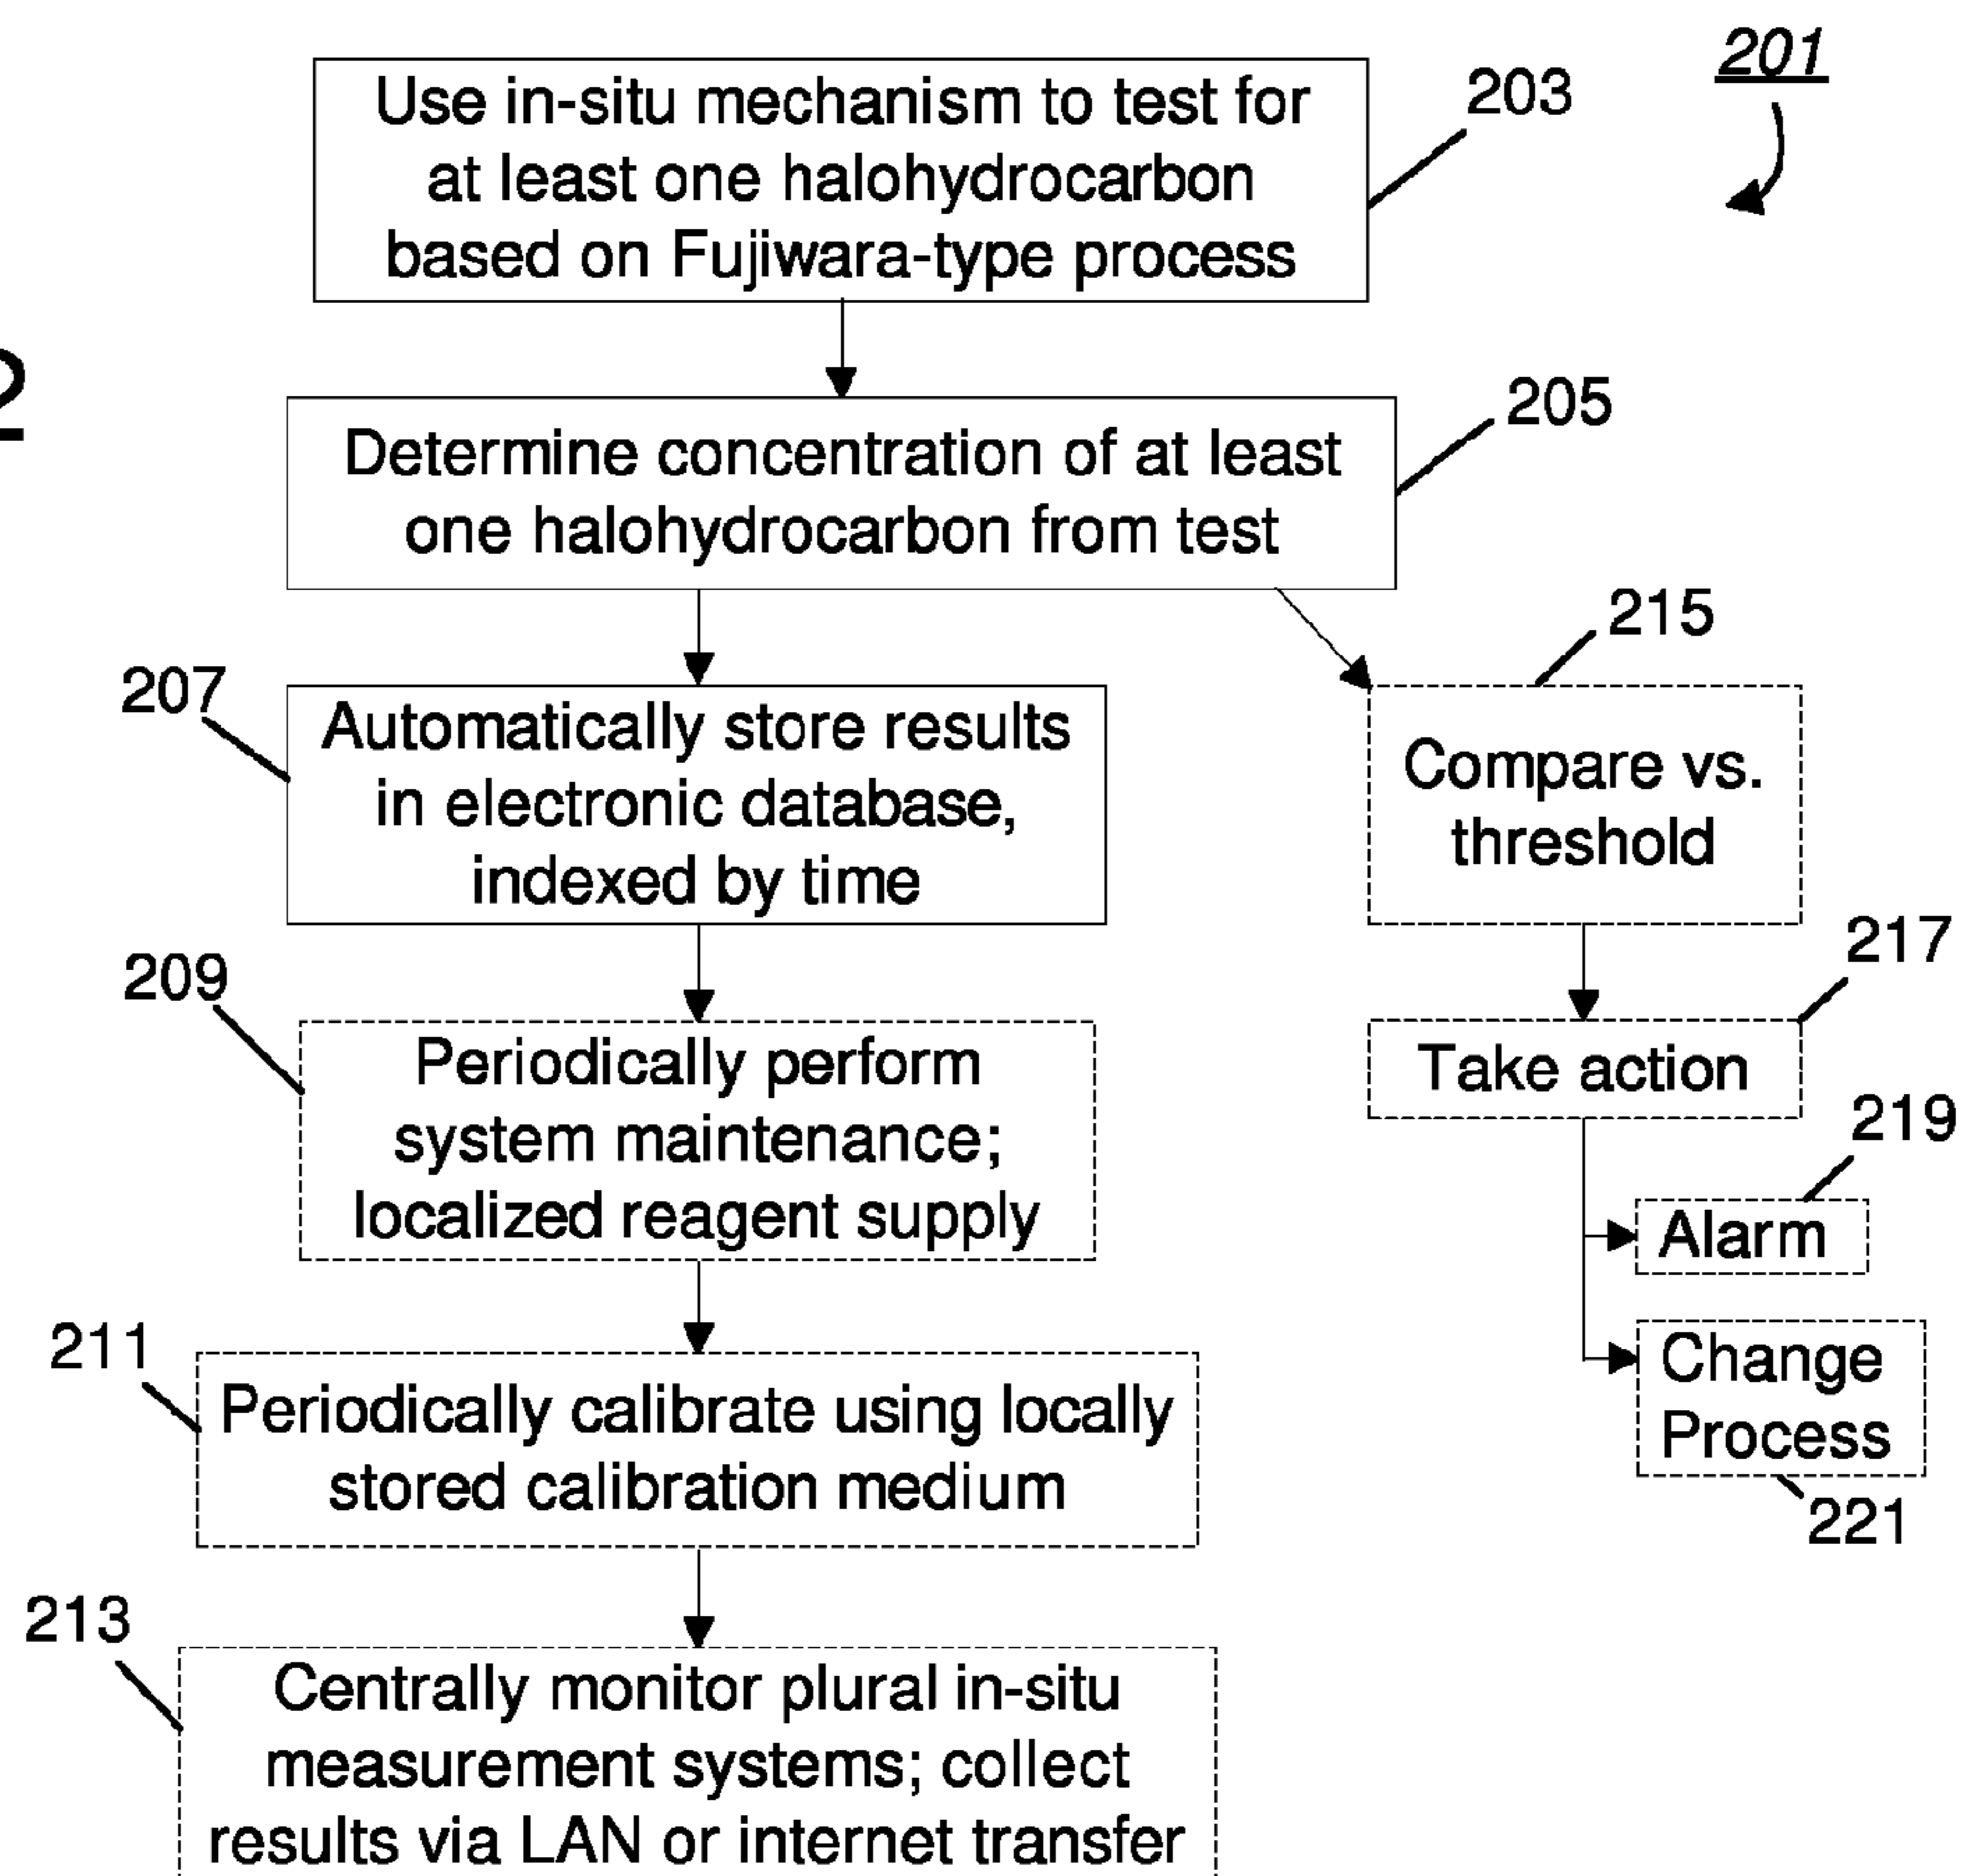 201
Use in-situ mechanism to test for
at least one halohydrocarbon
based on Fujiwara-type process
203
2
Determine concentration of at least
one halohydrocarbon from test
205
207
Automatically store results
in electronic database,
indexed by time
215
Compare vs.
threshold
209
Periodically perform
system maintenance;
localized reagent supply
217
Take action
219
Alarm
211
Periodically calibrate using locally
stored calibration medium
Change
Process
221
213
Centrally monitor plural in-situ
measurement systems; collect
results via LAN or internet transfer